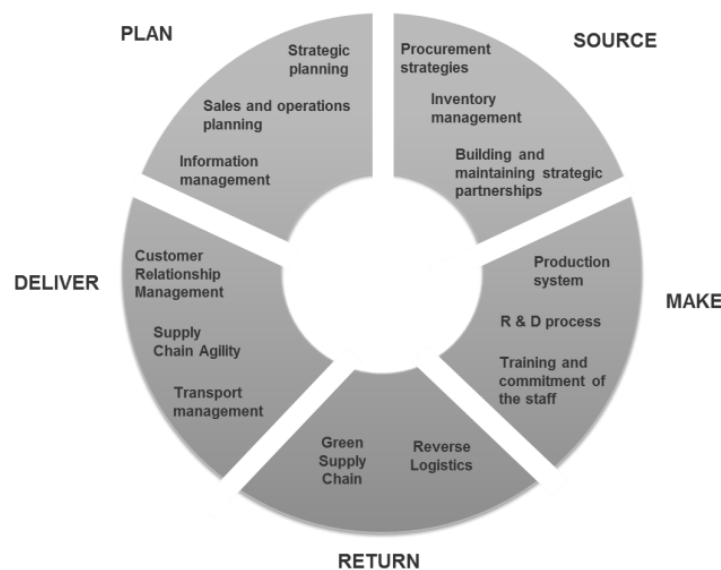 PLAN
Strategic
planning
Sales and operations
planning
Information
management
SOURCE
Procurement
strategies
Inventory
management
Building and
maintaining strategic
partnerships
MAKE
Production
system
R & D process
Training and
commitment of
the staff
RETURN
Green
Supply
Chain
Reverse
Logistics
DELIVER
Customer
Relationship
Management
Supply
Chain Agility
Transport
management